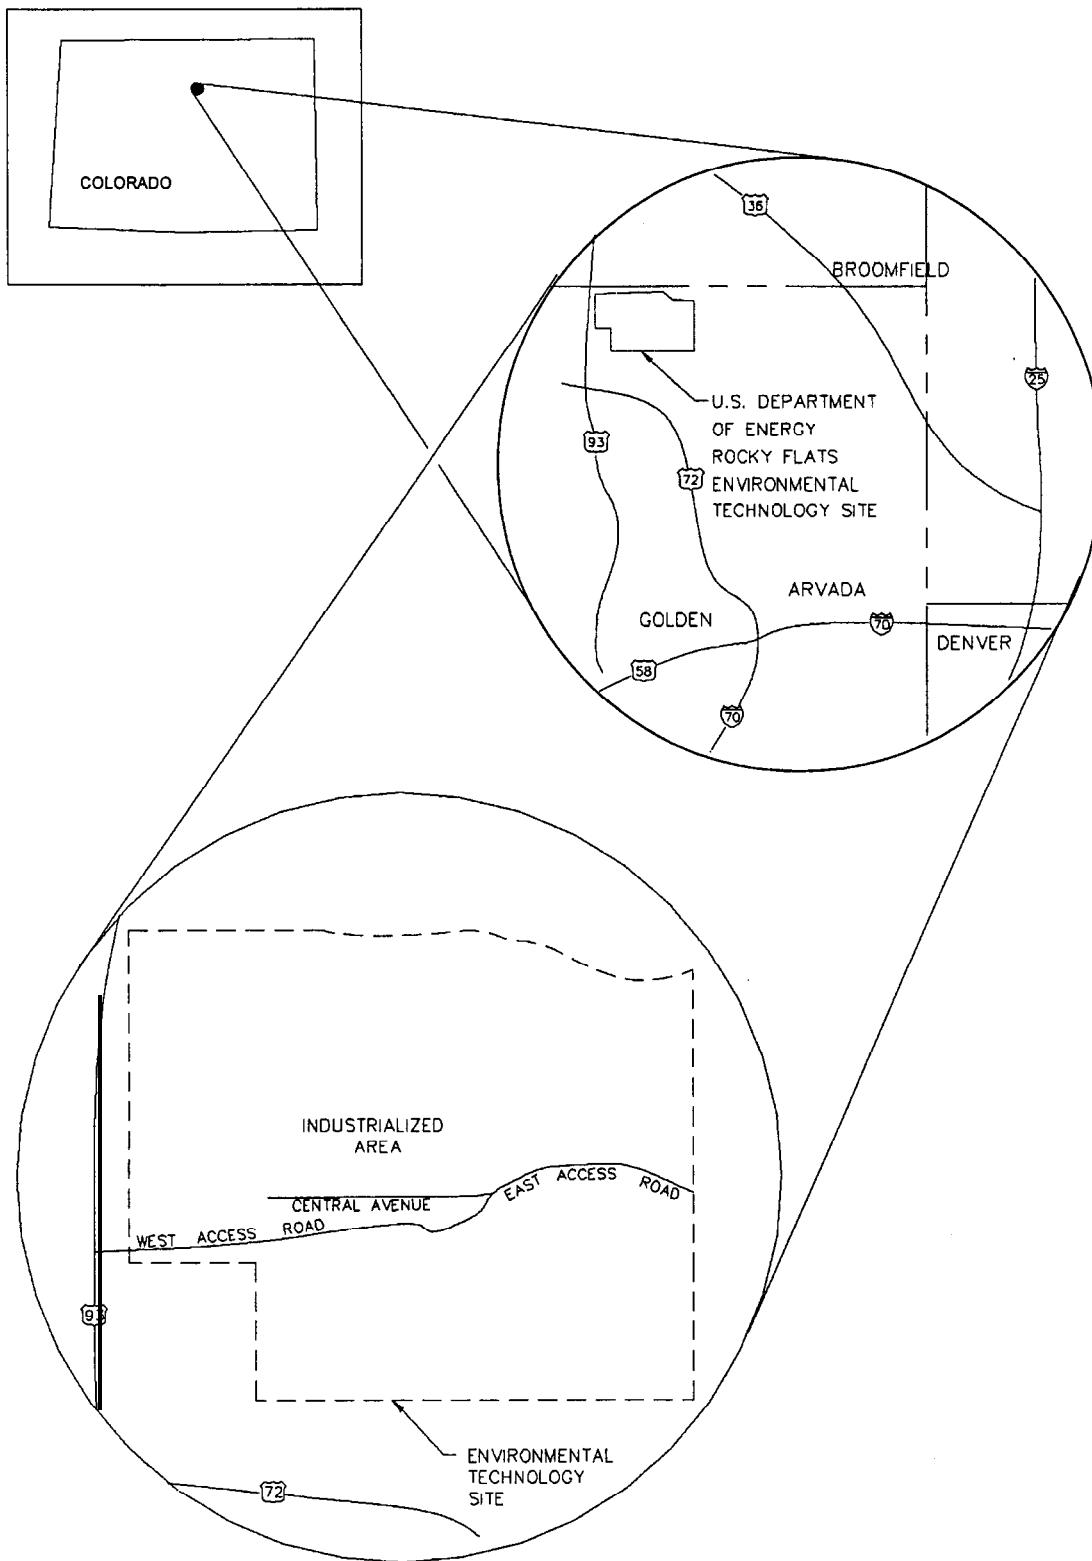 COLORADO
36
BROOMFIELD
25
U.S. DEPARTMENT
OF ENERGY
ROCKY FLATS
ENVIRONMENTAL
TECHNOLOGY SITE
93
72
ARVADA
GOLDEN
70
DENVER
58
70
INDUSTRIALIZED
AREA
EAST ACCESS ROAD
CENTRAL AVENUE
WEST ACCESS ROAD
93
ENVIRONMENTAL
TECHNOLOGY
SITE
72